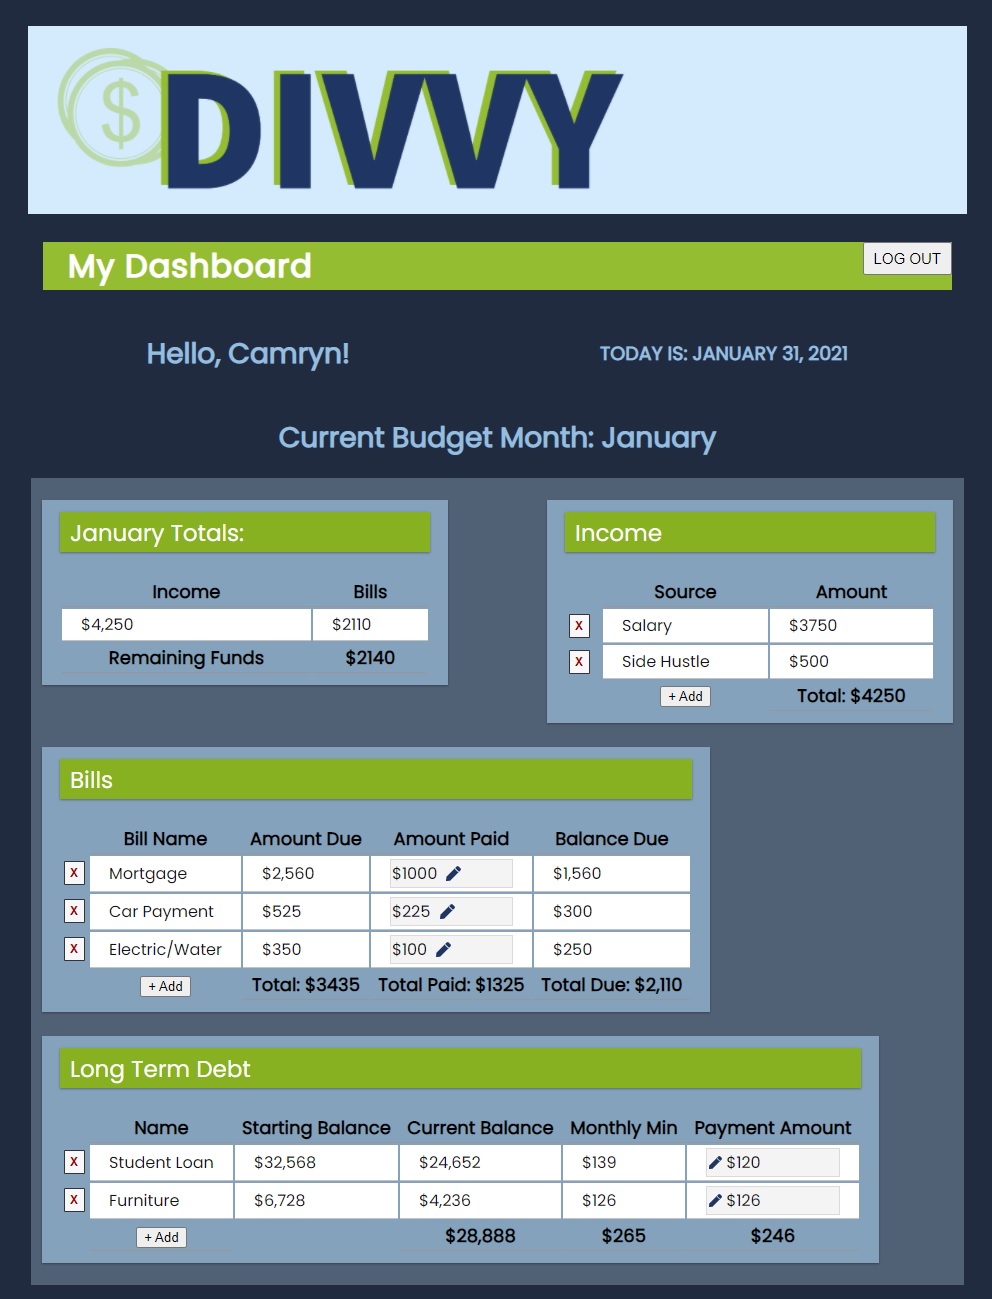 $ DIVVY
My Dashboard
LOG OUT
Hello, Camryn!
TODAY IS: JANUARY 31, 2021
Current Budget Month: January
January Totals:
Income Bills
$4,250 $2110
Remaining Funds $2140
Income
Source Amount
X Salary $3750
X Side Hustle $500
+ Add Total: $4250
Bills
Bill Name Amount Due Amount Paid Balance Due
X Mortgage $2,560 $1000 $1,560
X Car Payment $525 $225 $300
X Electric/Water $350 $100 $250
+ Add Total: $3435 Total Paid: $1325 Total Due: $2,110
Long Term Debt
Name Starting Balance Current Balance Monthly Min Payment Amount
X Student Loan $32,568 $24,652 $139 $120
X Furniture $6,728 $4,236 $126 $126
+ Add $28,888 $265 $246